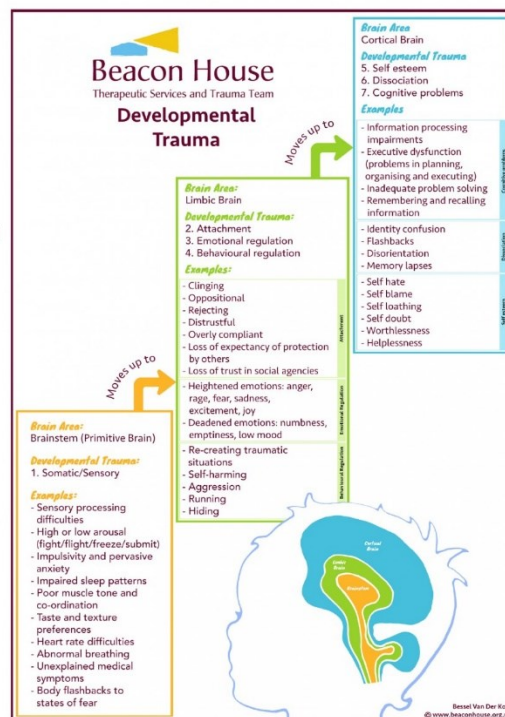 Beacon House
Therapeutic Services and Trauma Team
Developmental
Trauma
Moves up to
Brain Area
Cortical Brain
Developmental Trauma
5. Self esteem
6. Dissociation
7. Cognitive problems
Examples
- Information processing
impairments
- Executive dysfunction
(problems in planning,
organising and executing)
- Inadequate problem solving
- Remembering and recalling
information
- Identity confusion
- Flashbacks
- Disorientation
- Memory lapses
- Self hate
- Self blame
- Self loathing
- Self doubt
- Worthlessness
- Helplessness
Moves up to
Brain Area:
Limbic Brain
Developmental Trauma:
2. Attachment
3. Emotional regulation
4. Behavioural regulation
Examples:
- Clinging
- Oppositional
- Rejecting
- Distrustful
- Overly compliant
- Loss of expectancy of protection
by others
- Loss of trust in social agencies
Attachment
- Heightened emotions: anger,
rage, fear, sadness,
excitement, joy
- Deadened emotions: numbness,
emptiness, low mood
Emotional Regulation
- Re-creating traumatic
situations
- Self-harming
- Aggression
- Running
- Hiding
Behavioural Regulation
Brain Area:
Brainstem (Primitive Brain)
Developmental Trauma:
1. Somatic/Sensory
Examples:
- Sensory processing
difficulties
- High or low arousal
(fight/flight/freeze/submit)
- Impulsivity and pervasive
anxiety
- Impaired sleep patterns
- Poor muscle tone and
co-ordination
- Taste and texture
preferences
- Heart rate difficulties
- Abnormal breathing
- Unexplained medical
symptoms
- Body flashbacks to
states of fear
Cortical
Brain
Limbic
Brain
Brainstem
Bessel Van Der Ko
© www.beaconhouse.org.u